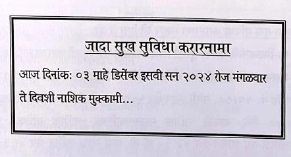 जादा सुख सुविधा करारनामा
आज दिनांक: ०३ माहे डिसेंबर इसवी सन २०२४ रोज मंगळवार
ते दिवशी नाशिक मुक्कामी...